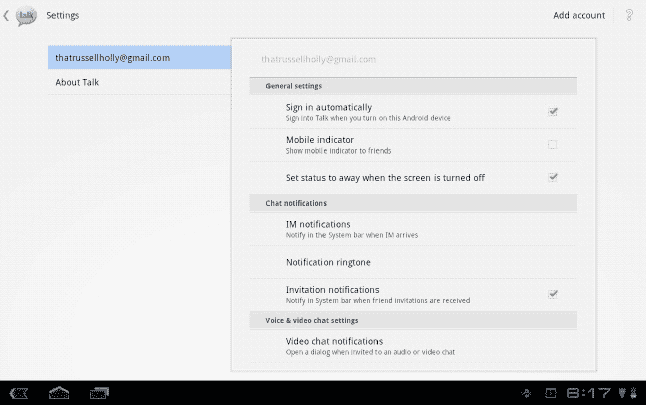 talk
Settings
Add account
?
thatrussellholly@gmail.com
About Talk
thatrussellholly@gmail.com
General settings
Sign in automatically
Sign into Talk when you turn on this Android device
Mobile indicator
Show mobile indicator to friends
Set status to away when the screen is turned off
Chat notifications
IM notifications
Notify in the System bar when IM arrives
Notification ringtone
Invitation notifications
Notify in System bar when friend invitations are received
Voice & video chat settings
Video chat notifications
Open a dialog when invited to an audio or video chat
8:17